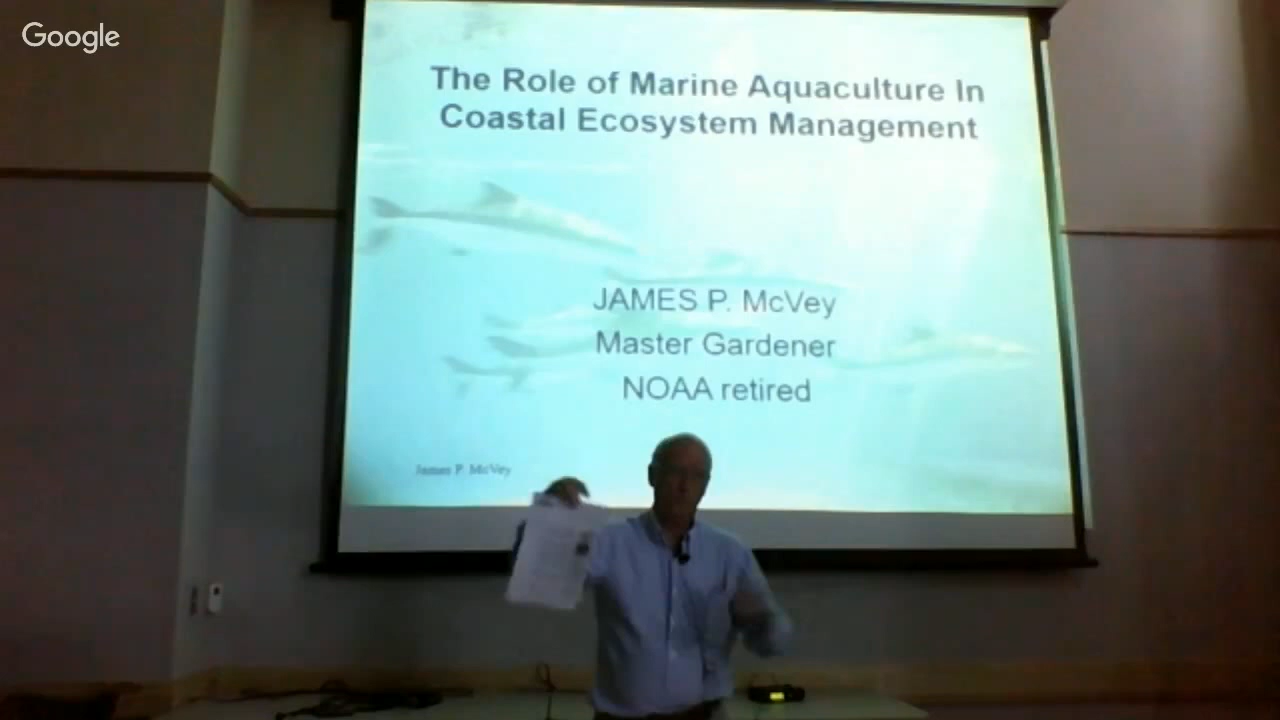 Google
The Role of Marine Aquaculture In
Coastal Ecosystem Management
JAMES P. McVey
Master Gardener
NOAA retired
James P. McVey